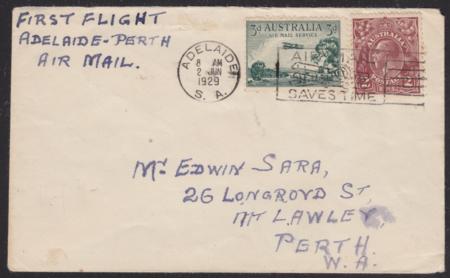 FIRST FLIGHT
ADELAIDE-PERTH
AIR MAIL.
ADELAIDE
8 AM
2 JUN
1929
S. A.
3d AUSTRALIA
AIR MAIL SERVICE
AUSTRALIA
SAVES TIME
Mr EDWIN SARA,
26 LONGROYD ST,
MT LAWLEY,
PERTH
W.A.